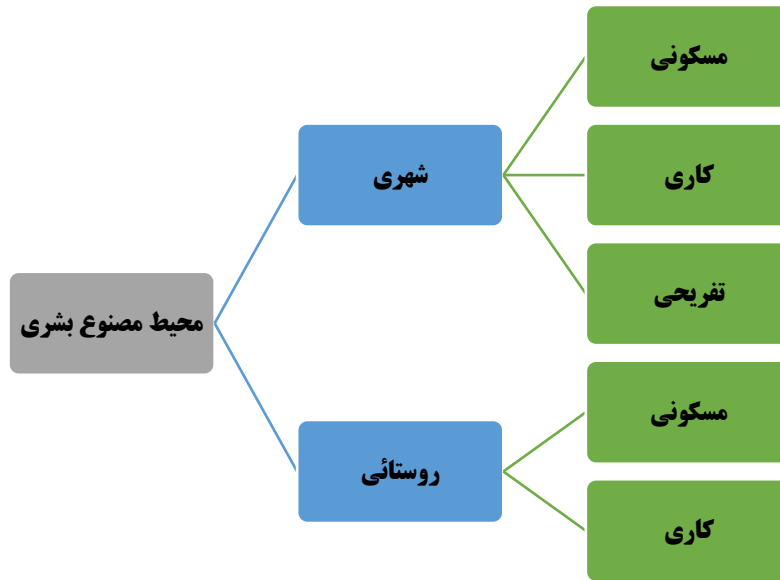 محیط مصنوع بشری
شهری
مسکونی
کاری
تفریحی
روستائی
مسکونی
کاری